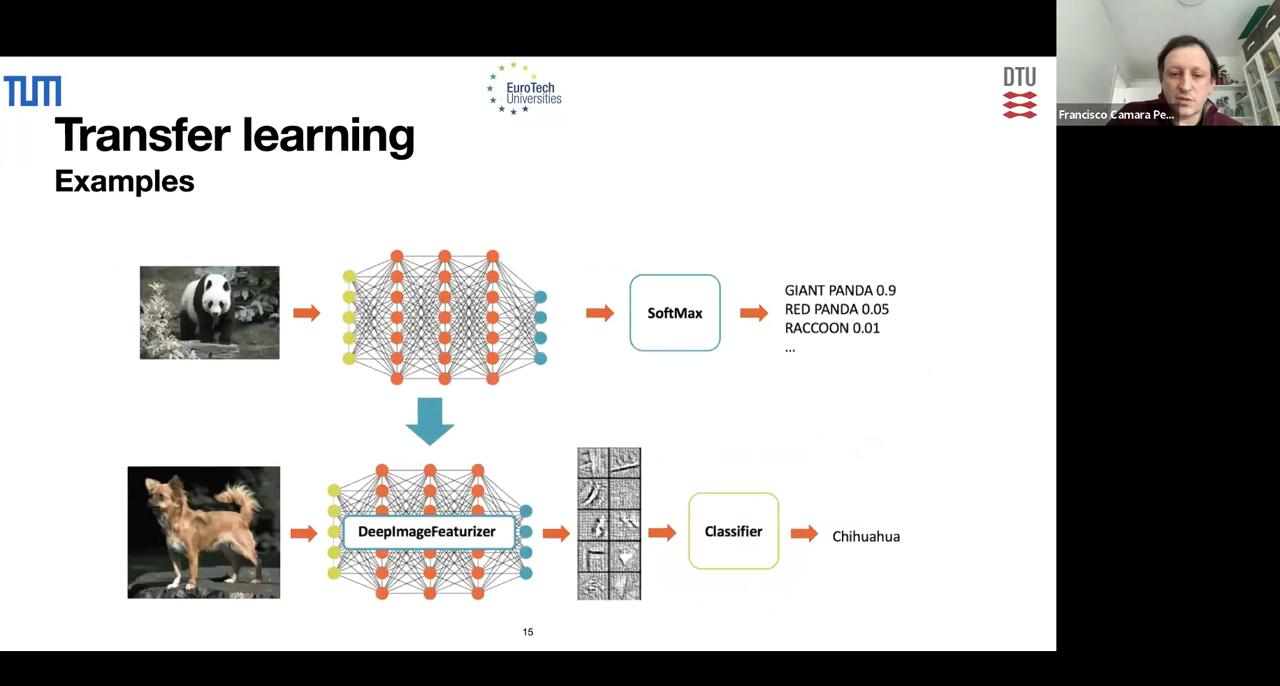 TUM
EuroTech
Universities
DTU
Francisco Camara Pe...
Transfer learning
Examples
SoftMax
GIANT PANDA 0.9
RED PANDA 0.05
RACCOON 0.01
...
DeepImageFeaturizer
Classifier
Chihuahua
15